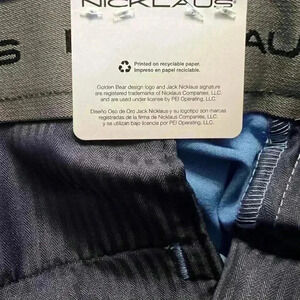 NICKLAUS
Printed on recyclable paper.
Impreso en papel reciclable.
Golden Bear design logo and Jack Nicklaus signature
are registered trademarks of Nicklaus Companies, LLC.
and are used under license by PEI Operating, LLC.
Diseño Oso de Oro Jack Nicklaus y su logotipo son marcas
registradas de la firma de Nicklaus Companies, LLC.
y se utilizan bajo licencia por PEI Operating, LLC.